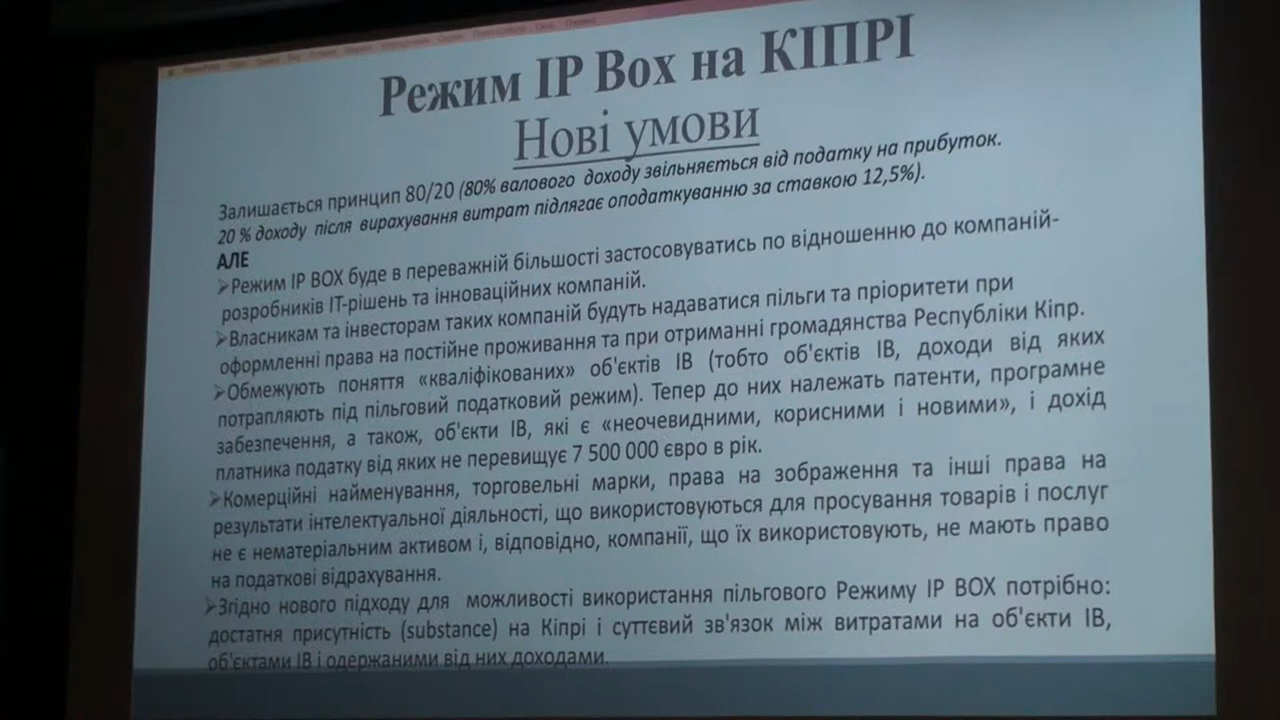 Режим IP Box на КІПРІ
Нові умови
Залишається принцип 80/20 (80% валового доходу звільняється від податку на прибуток.
20 % доходу після вирахування витрат підлягає оподаткуванню за ставкою 12,5%).
АЛЕ
➢Режим IP BOX буде в переважній більшості застосовуватись по відношенню до компаній-
розробників ІТ-рішень та інноваційних компаній.
➢Власникам та інвесторам таких компаній будуть надаватися пільги та пріоритети при
оформленні права на постійне проживання та при отриманні громадянства Республіки Кіпр.
➢Обмежують поняття «кваліфікованих» об'єктів ІВ (тобто об'єктів ІВ, доходи від яких
потрапляють під пільговий податковий режим). Тепер до них належать патенти, програмне
забезпечення, а також, об'єкти ІВ, які є «неочевидними, корисними і новими», і дохід
платника податку від яких не перевищує 7 500 000 євро в рік.
➢Комерційні найменування, торговельні марки, права на зображення та інші права на
результати інтелектуальної діяльності, що використовуються для просування товарів і послуг
не є нематеріальним активом і, відповідно, компанії, що їх використовують, не мають право
на податкові відрахування.
➢Згідно нового підходу для можливості використання пільгового Режиму IP BOX потрібно:
достатня присутність (substance) на Кіпрі і суттєвий зв'язок між витратами на об'єкти ІВ,
об'єктами ІВ і одержаними від них доходами.